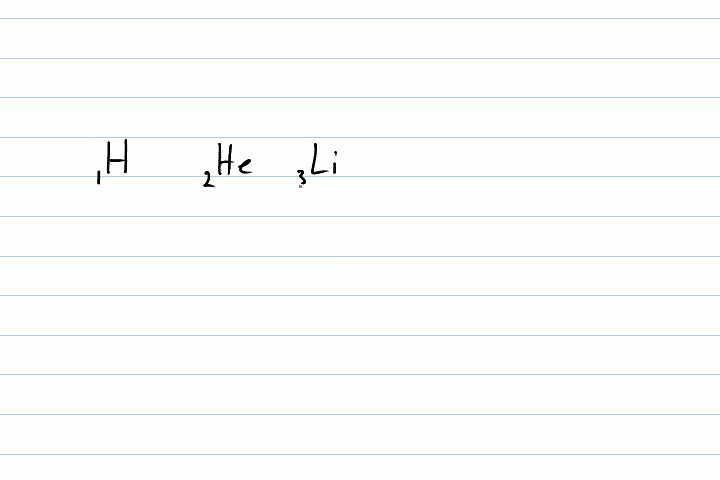 ₁H ₂He ₃Li